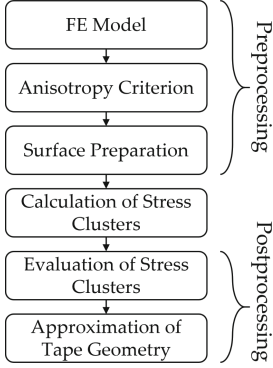 FE Model
Anisotropy Criterion
Surface Preparation
Calculation of Stress
Clusters
Evaluation of Stress
Clusters
Approximation of
Tape Geometry
Preprocessing
Postprocessing